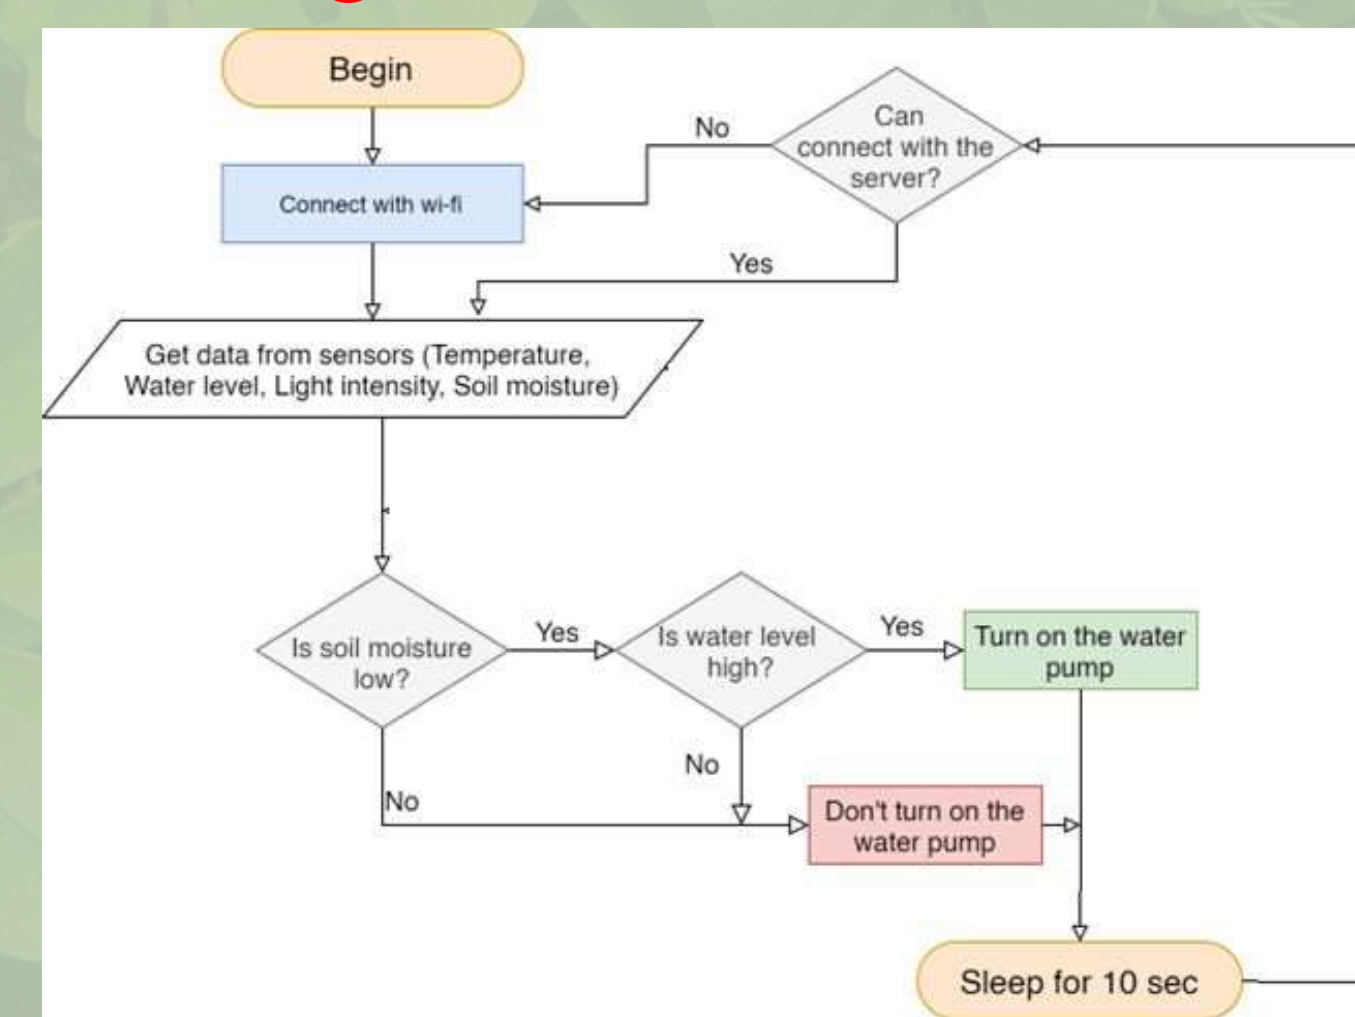 Begin
Can
connect with the
server?
No
Connect with wi-fi
Yes
Get data from sensors (Temperature,
Water level, Light intensity, Soil moisture)
Is soil moisture
low?
Yes
Is water level
high?
Yes
Turn on the water
pump
No
No
Don't turn on the
water pump
Sleep for 10 sec